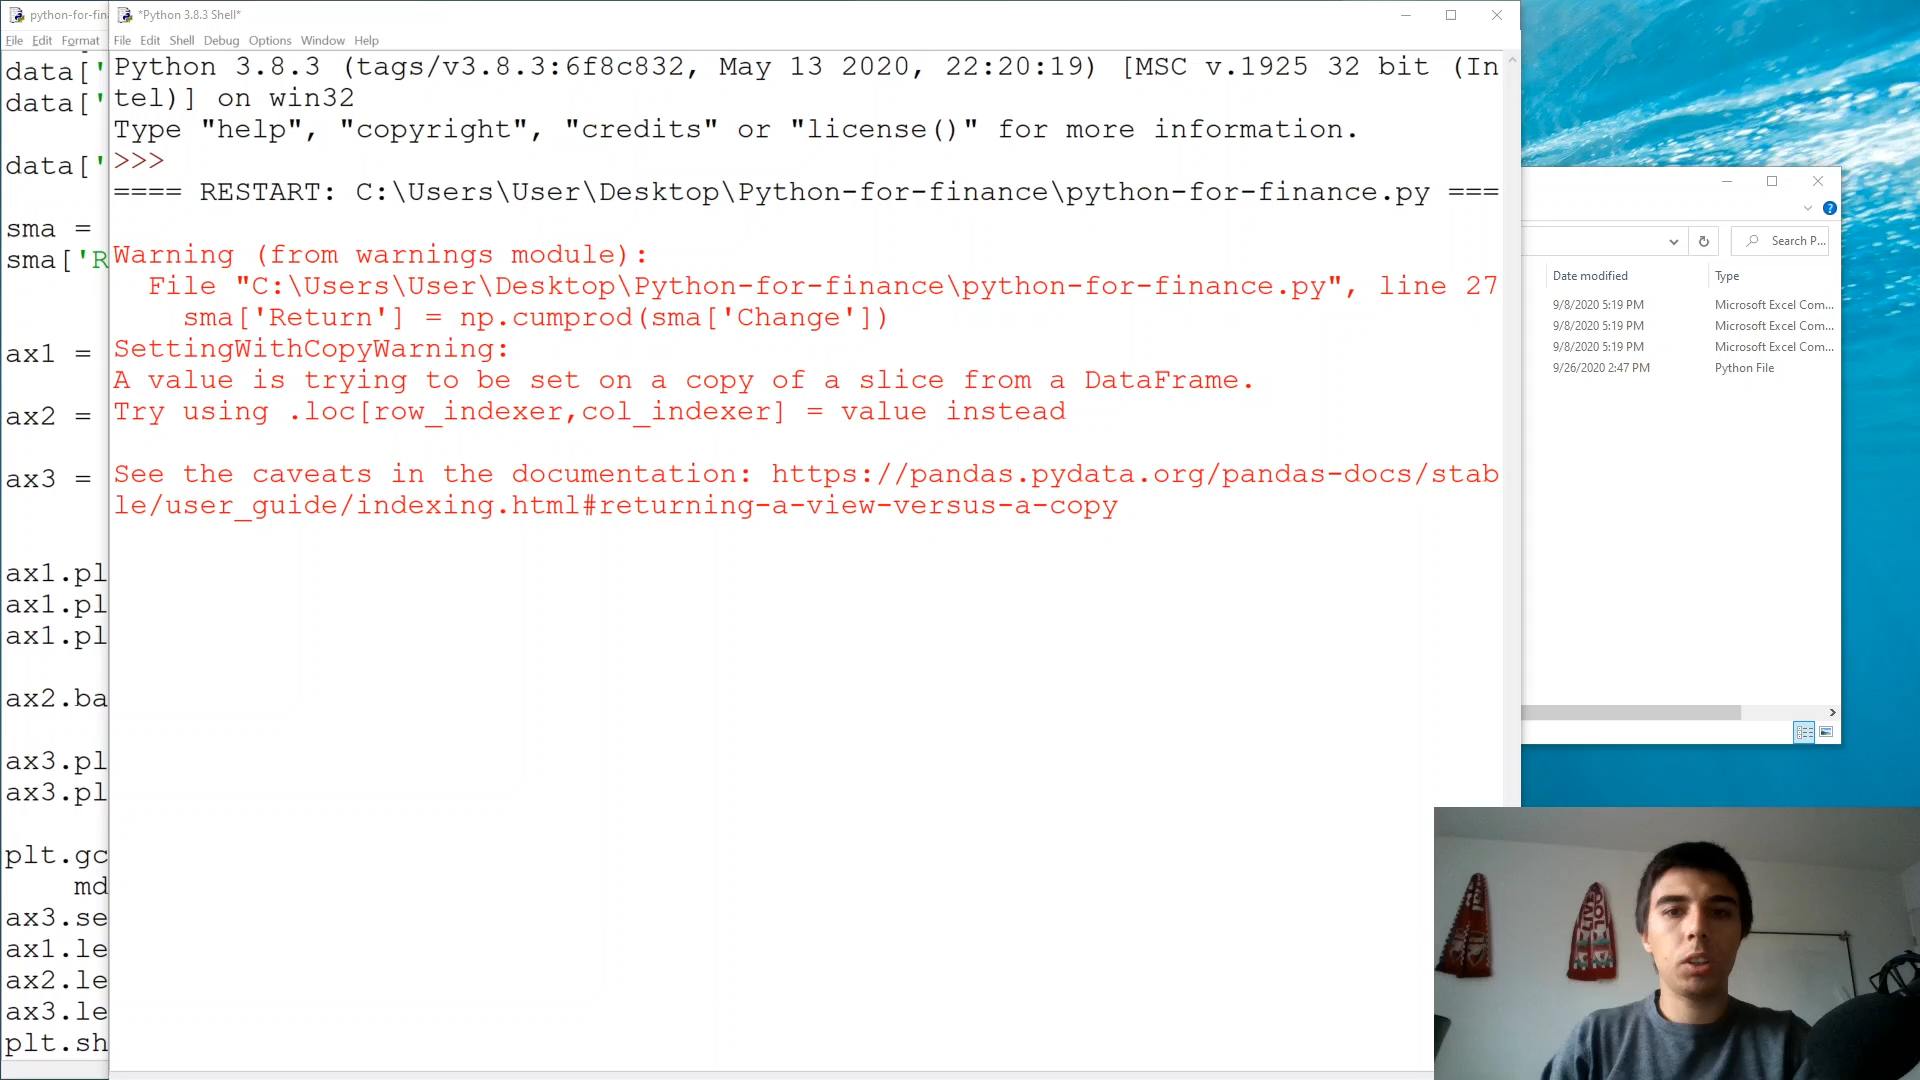 python-for-fin
*Python 3.8.3 Shell*
File Edit Format
File Edit Shell Debug Options Window Help
data['
data['
data['
sma =
sma['R
ax1 =
ax2 =
ax3 =
ax1.pl
ax1.pl
ax1.pl
ax2.ba
ax3.pl
ax3.pl
plt.gc
md
ax3.se
ax1.le
ax2.le
ax3.le
plt.sh
Python 3.8.3 (tags/v3.8.3:6f8c832, May 13 2020, 22:20:19) [MSC v.1925 32 bit (In
tel)] on win32
Type "help", "copyright", "credits" or "license()" for more information.
>>>
==== RESTART: C:\Users\User\Desktop\Python-for-finance\python-for-finance.py ===
Warning (from warnings module):
File "C:\Users\User\Desktop\Python-for-finance\python-for-finance.py", line 27
sma['Return'] = np.cumprod(sma['Change'])
SettingWithCopyWarning:
A value is trying to be set on a copy of a slice from a DataFrame.
Try using .loc[row_indexer,col_indexer] = value instead
See the caveats in the documentation: https://pandas.pydata.org/pandas-docs/stab
le/user_guide/indexing.html#returning-a-view-versus-a-copy
Search P...
Date modified Type
9/8/2020 5:19 PM Microsoft Excel Com...
9/8/2020 5:19 PM Microsoft Excel Com...
9/8/2020 5:19 PM Microsoft Excel Com...
9/26/2020 2:47 PM Python File